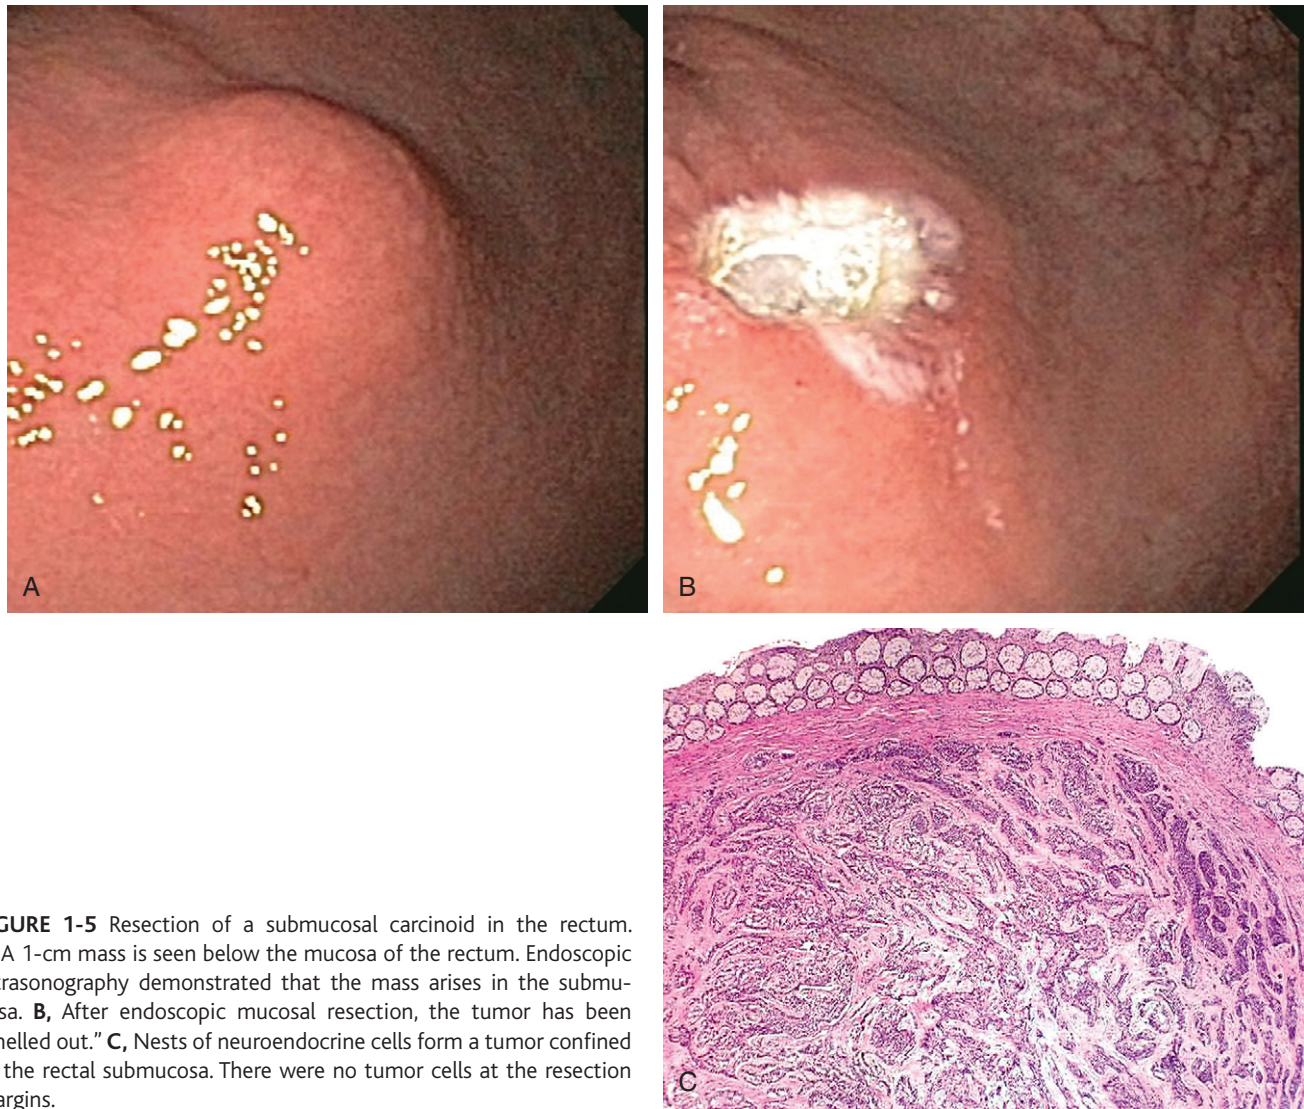 A
B
GURE 1-5 Resection of a submucosal carcinoid in the rectum.
A 1-cm mass is seen below the mucosa of the rectum. Endoscopic
trasonography demonstrated that the mass arises in the submu-
sa. B, After endoscopic mucosal resection, the tumor has been
nelled out.” C, Nests of neuroendocrine cells form a tumor confined
the rectal submucosa. There were no tumor cells at the resection
argins.
C